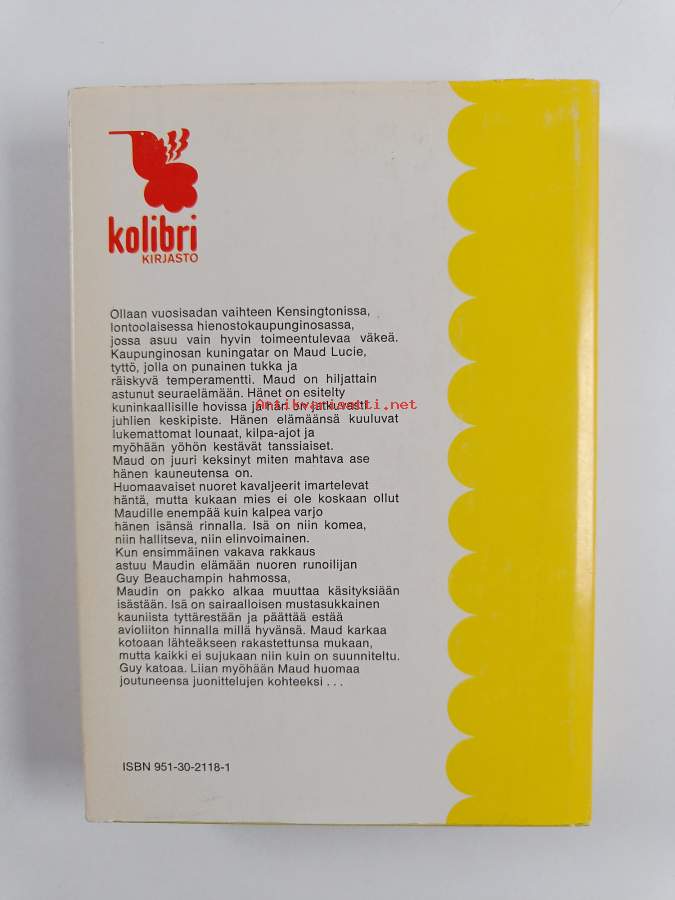 kolibri
KIRJASTO
Ollaan vuosisadan vaihteen Kensingtonissa,
lontoolaisessa hienostokaupunginosassa,
jossa asuu vain hyvin toimeentulevaa väkeä.
Kaupunginosan kuningatar on Maud Lucie,
tyttö, jolla on punainen tukka ja
räiskyvä temperamentti. Maud on hiljattain
astunut seuraelämään. Hänet on esitelty
kuninkaallisille hovissa ja hän on jatkuvasti
Antikvariaatti.net
juhlien keskipiste. Hänen elämäänsä kuuluvat
lukemattomat lounaat, kilpa-ajot ja
myöhään yöhön kestävät tanssiaiset.
Maud on juuri keksinyt miten mahtava ase
hänen kauneutensa on.
Huomaavaiset nuoret kavaljeerit imartelevat
häntä, mutta kukaan mies ei ole koskaan ollut
Maudille enempää kuin kalpea varjo
hänen isänsä rinnalla. Isä on niin komea,
niin hallitseva, niin elinvoimainen.
Kun ensimmäinen vakava rakkaus
astuu Maudin elämään nuoren runoilijan
Guy Beauchampin hahmossa,
Maudin on pakko alkaa muuttaa käsityksiään
isästään. Isä on sairaalloisen mustasukkainen
kauniista tyttärestään ja päättää estää
avioliiton hinnalla millä hyvänsä. Maud karkaa
kotoaan lähteäkseen rakastettunsa mukaan,
mutta kaikki ei sujukaan niin kuin on suunniteltu.
Guy katoaa. Liian myöhään Maud huomaa
joutuneensa juonittelujen kohteeksi . . .
ISBN 951-30-2118-1